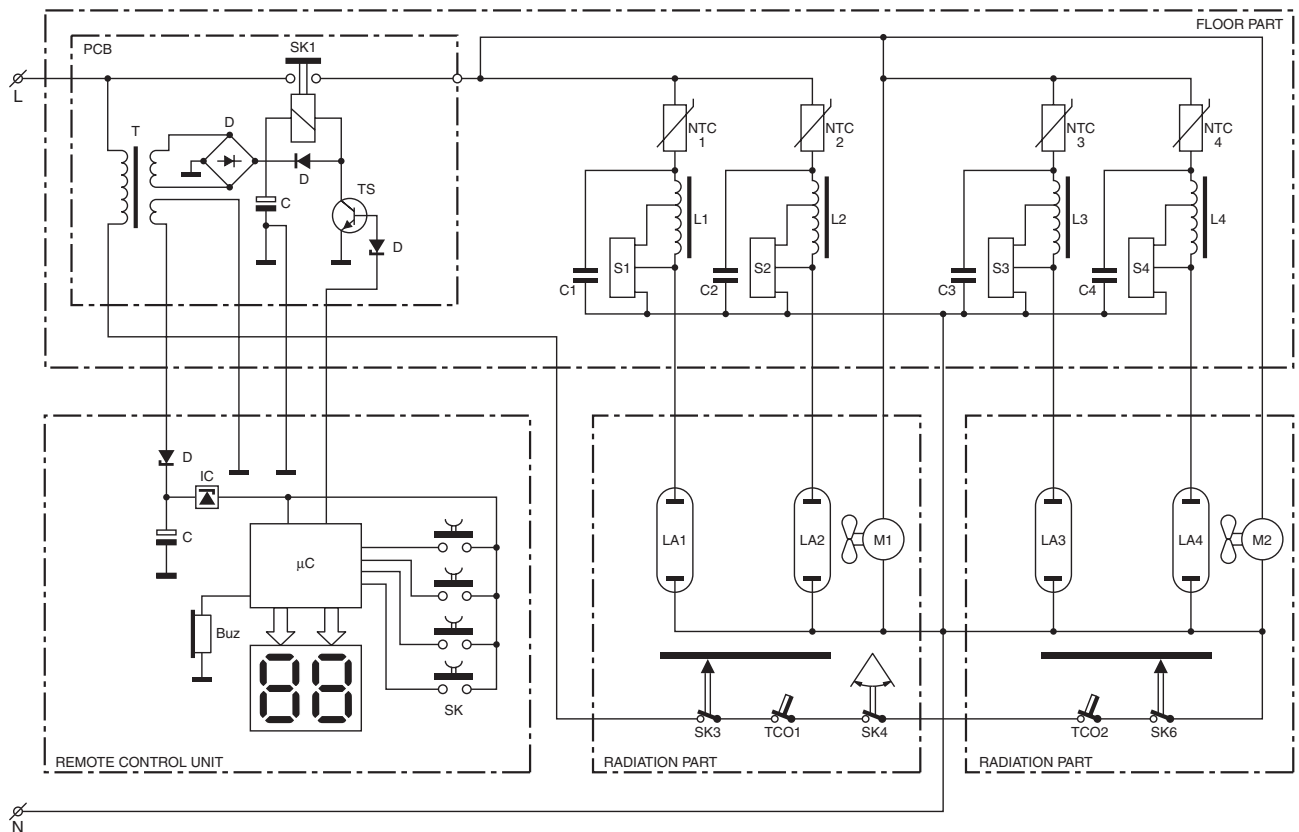 FLOOR PART
PCB
SK1
L
T
D
D
C
TS
D
NTC
1
NTC
2
NTC
3
NTC
4
L1
L2
L3
L4
S1
S2
S3
S4
C1
C2
C3
C4
D
IC
C
µC
Buz
88
SK
LA1
LA2
M1
LA3
LA4
M2
SK3
TCO1
SK4
TCO2
SK6
REMOTE CONTROL UNIT
RADIATION PART
RADIATION PART
N